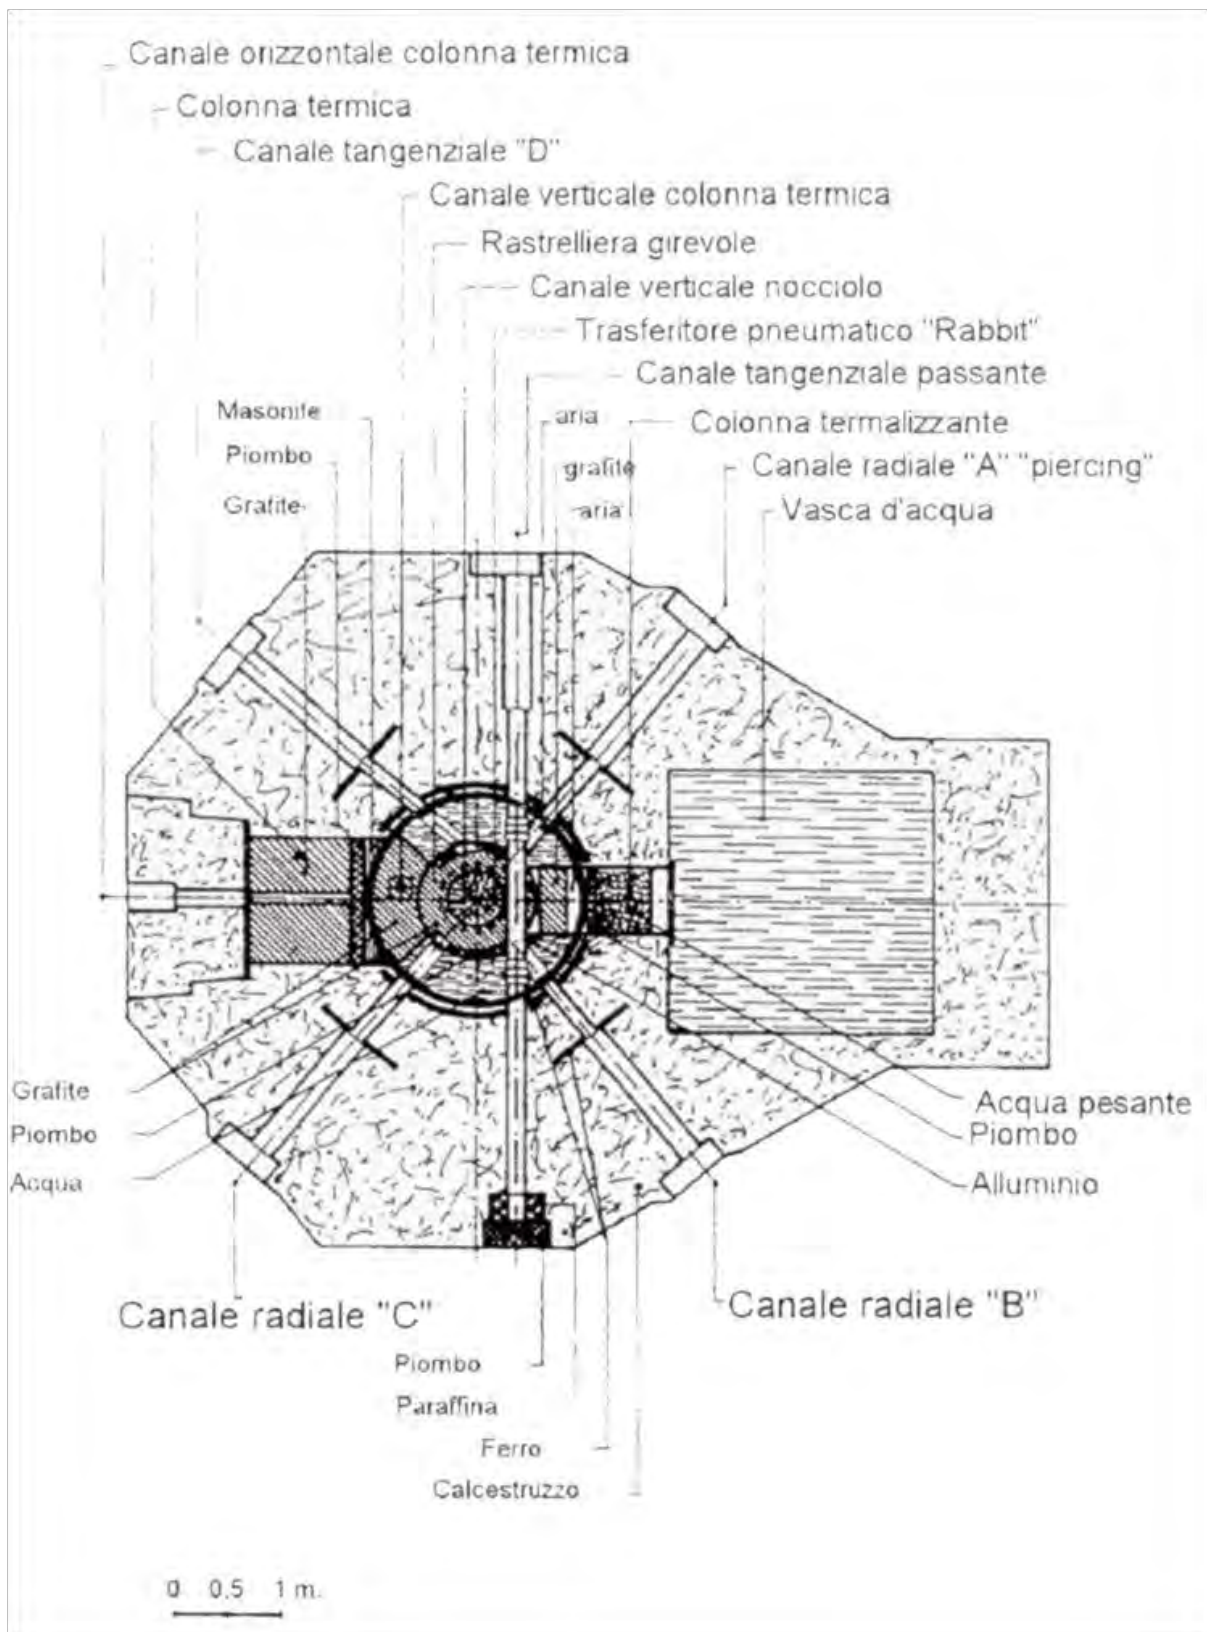 Canale orizzontale colonna termica
Colonna termica
Canale tangenziale "D"
Canale verticale colonna termica
Rastrelliera girevole
Canale verticale nocciolo
Trasferitore pneumatico "Rabbit"
Canale tangenziale passante
Masonite
aria
Colonna termalizzante
Piombo
grafite
Canale radiale "A" "piercing"
Grafite
aria
Vasca d'acqua
Grafite
Acqua pesante
Piombo
Piombo
Acqua
Alluminio
Canale radiale "C"
Canale radiale "B"
Piombo
Paraffina
Ferro
Calcestruzzo
0 0,5 1 m.